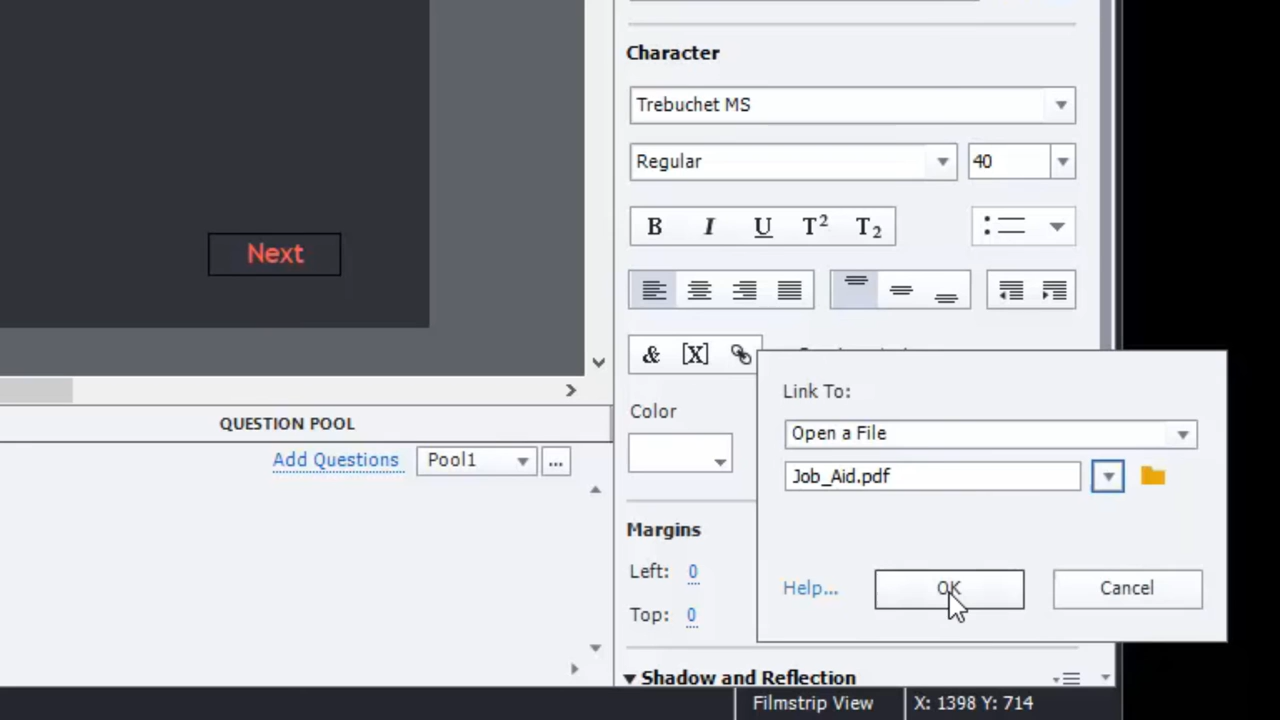 Character
Trebuchet MS
Regular
40
B I U T2 T2
Next
& [X]
Link To:
Color
Open a File
QUESTION POOL
Add Questions
Pool1
...
Job_Aid.pdf
Margins
Left: 0
Help...
OK
Cancel
Top: 0
Shadow and Reflection
Filmstrip View
X: 1398 Y: 714